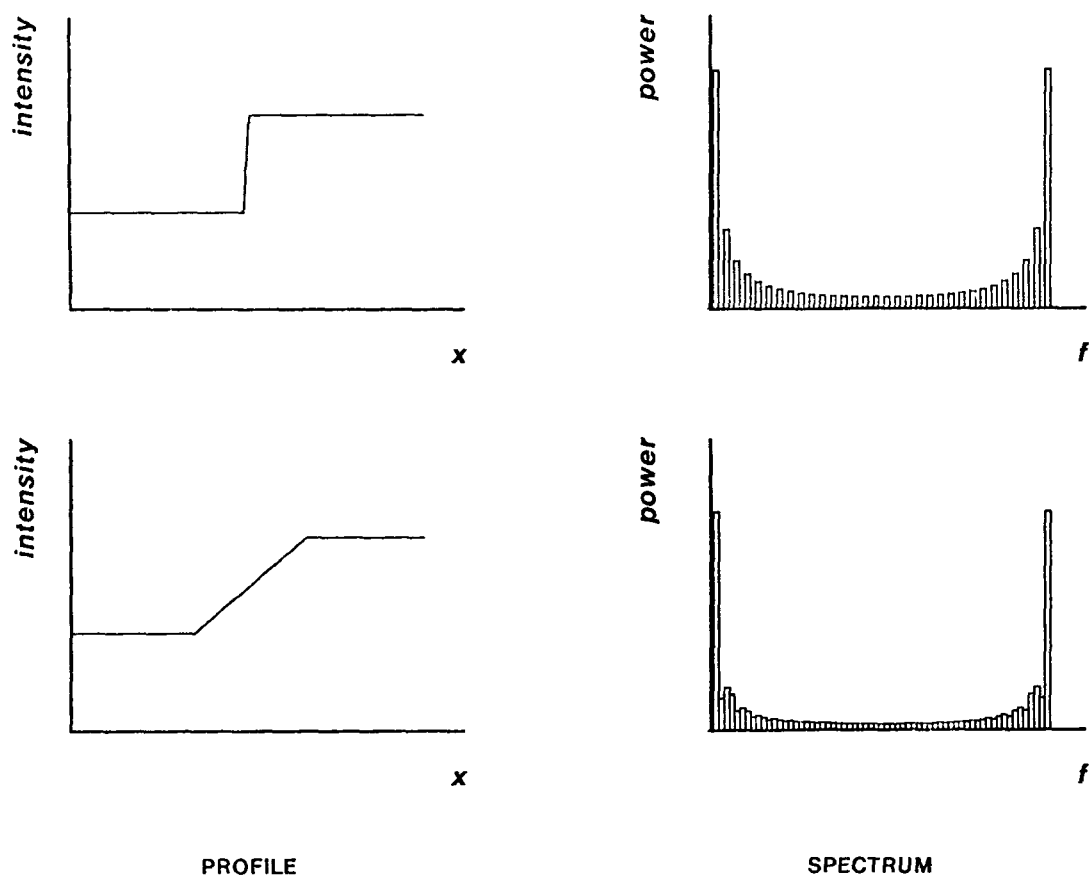 intensity
x
power
f
intensity
x
power
f
PROFILE
SPECTRUM